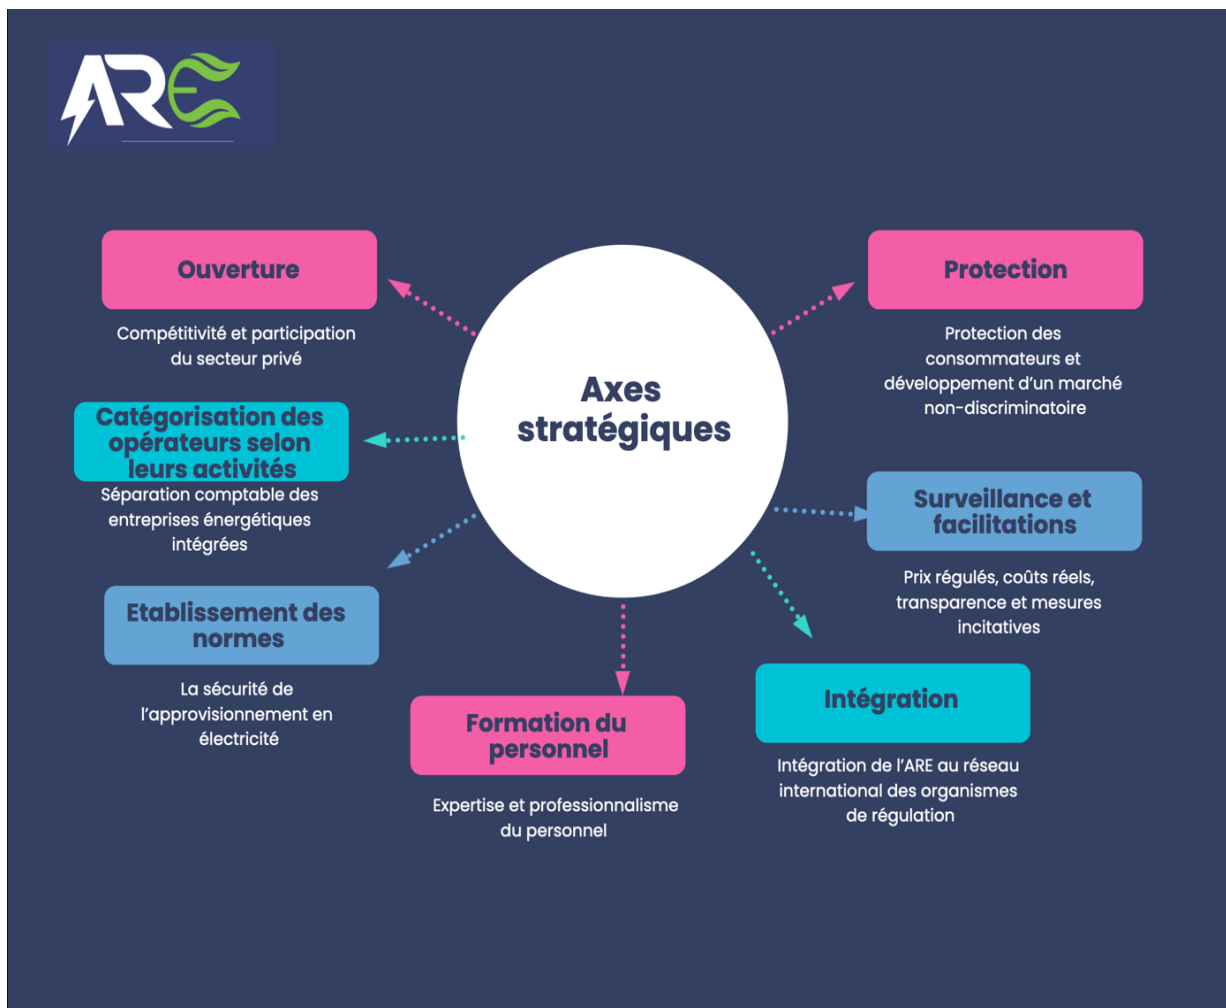 ARE
Ouverture
Compétitivité et participation
du secteur privé
Catégorisation des
opérateurs selon
leurs activités
Séparation comptable des
entreprises énergétiques
intégrées
Etablissement des
normes
La sécurité de
l’approvisionnement en
électricité
Axes
stratégiques
Formation du
personnel
Expertise et professionnalisme
du personnel
Protection
Protection des
consommateurs et
développement d’un marché
non-discriminatoire
Surveillance et
facilitations
Prix régulés, coûts réels,
transparence et mesures
incitatives
Intégration
Intégration de l’ARE au réseau
international des organismes
de régulation